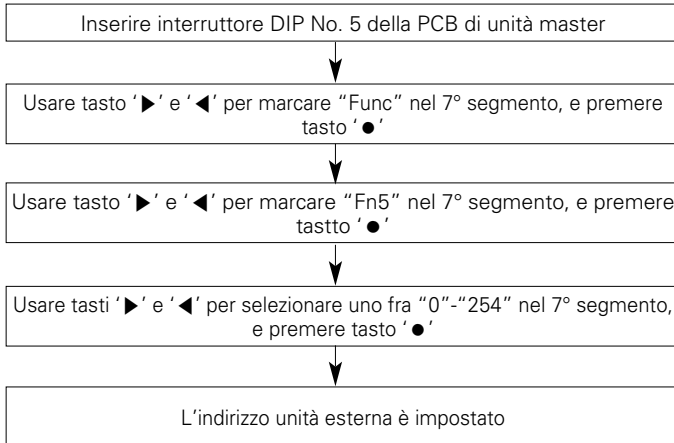 Inserire interruttore DIP No. 5 della PCB di unità master
Usare tasto ‘▶’ e ‘◀’ per marcare “Func” nel 7° segmento, e premere
tasto ‘●’
Usare tasto ‘▶’ e ‘◀’ per marcare “Fn5” nel 7° segmento, e premere
tastto ‘●’
Usare tasti ‘▶’ e ‘◀’ per selezionare uno fra “0”-“254” nel 7° segmento,
e premere tasto ‘●’
L’indirizzo unità esterna è impostato